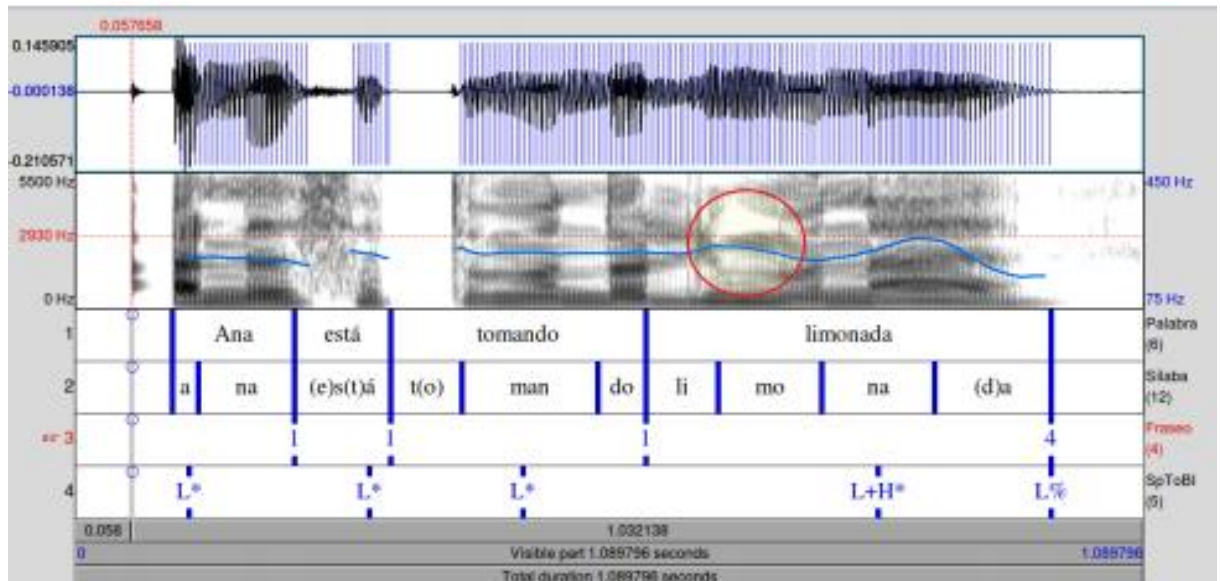 0.057658
0.145905
-0.000138
-0.210571
5500 Hz
450 Hz
2930 Hz
0 Hz
75 Hz
1 Ana está tomando limonada Palabra (6)
2 a na (e)s(t)á t(o) man do li mo na (d)a Sílaba (12)
3 1 1 1 4 Fraseo (4)
4 L* L* L* L+H* L% SpToBI (5)
0.058 1.032138
0 Visible part 1.089796 seconds 1.089796
Total duration 1.089796 seconds